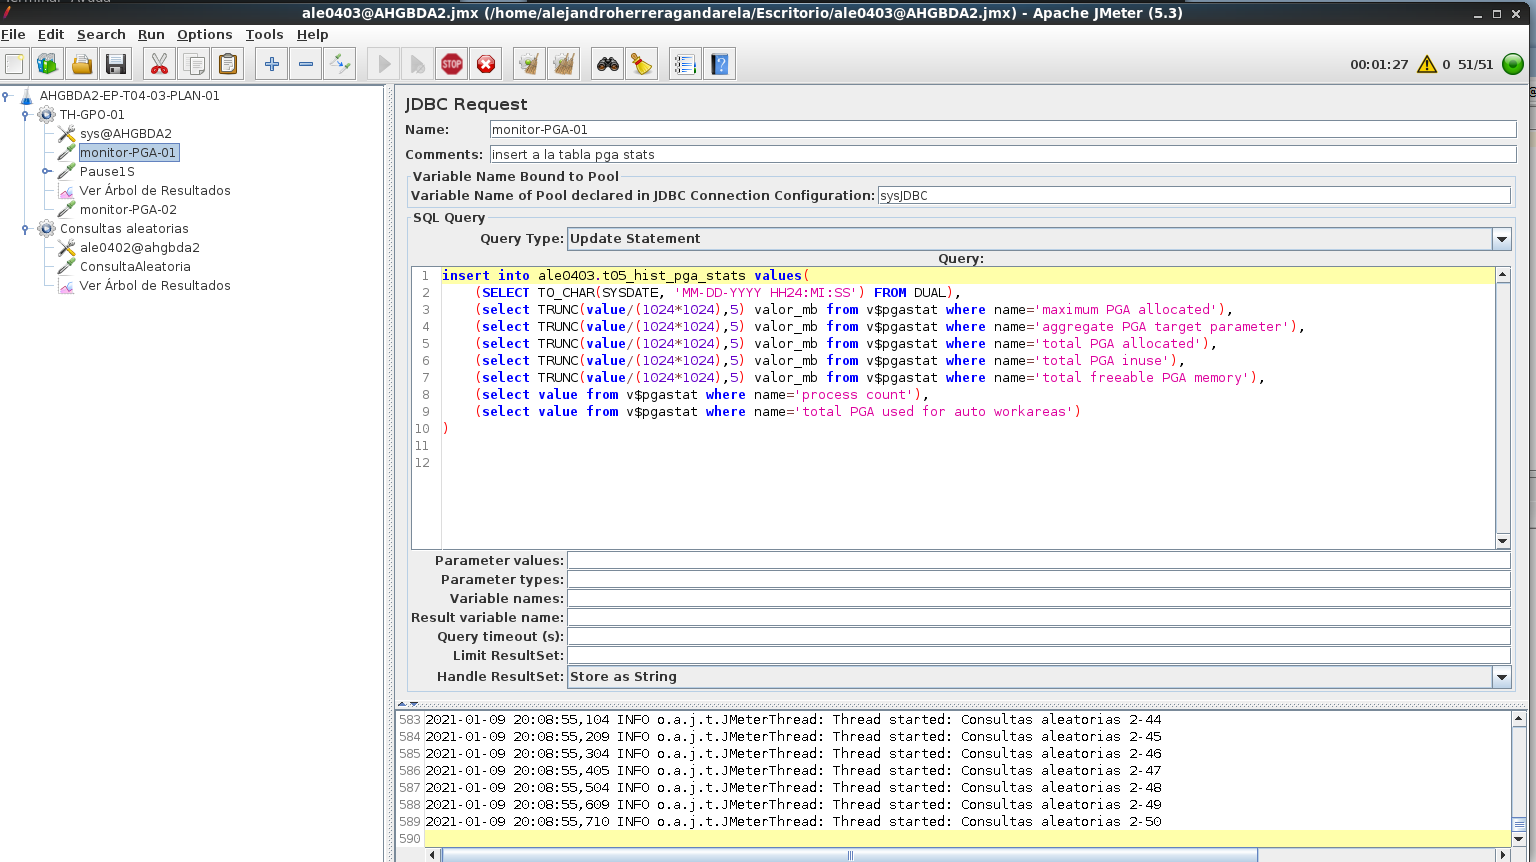 ale0403@AHGBDA2.jmx (/home/alejandroherreragandarela/Escritorio/ale0403@AHGBDA2.jmx) - Apache JMeter (5.3)
File Edit Search Run Options Tools Help
STOP
00:01:27 0 51/51
AHGBDA2-EP-T04-03-PLAN-01
TH-GPO-01
sys@AHGBDA2
monitor-PGA-01
Pause1S
Ver Árbol de Resultados
monitor-PGA-02
Consultas aleatorias
ale0402@ahgbda2
ConsultaAleatoria
Ver Árbol de Resultados
JDBC Request
Name: monitor-PGA-01
Comments: insert a la tabla pga stats
Variable Name Bound to Pool
Variable Name of Pool declared in JDBC Connection Configuration: sysJDBC
SQL Query
Query Type: Update Statement
Query:
1 insert into ale0403.t05_hist_pga_stats values(
2 (SELECT TO_CHAR(SYSDATE, 'MM-DD-YYYY HH24:MI:SS') FROM DUAL),
3 (select TRUNC(value/(1024*1024),5) valor_mb from v$pgastat where name='maximum PGA allocated'),
4 (select TRUNC(value/(1024*1024),5) valor_mb from v$pgastat where name='aggregate PGA target parameter'),
5 (select TRUNC(value/(1024*1024),5) valor_mb from v$pgastat where name='total PGA allocated'),
6 (select TRUNC(value/(1024*1024),5) valor_mb from v$pgastat where name='total PGA inuse'),
7 (select TRUNC(value/(1024*1024),5) valor_mb from v$pgastat where name='total freeable PGA memory'),
8 (select value from v$pgastat where name='process count'),
9 (select value from v$pgastat where name='total PGA used for auto workareas')
10 )
11
12
Parameter values:
Parameter types:
Variable names:
Result variable name:
Query timeout (s):
Limit ResultSet:
Handle ResultSet: Store as String
583 2021-01-09 20:08:55,104 INFO o.a.j.t.JMeterThread: Thread started: Consultas aleatorias 2-44
584 2021-01-09 20:08:55,209 INFO o.a.j.t.JMeterThread: Thread started: Consultas aleatorias 2-45
585 2021-01-09 20:08:55,304 INFO o.a.j.t.JMeterThread: Thread started: Consultas aleatorias 2-46
586 2021-01-09 20:08:55,405 INFO o.a.j.t.JMeterThread: Thread started: Consultas aleatorias 2-47
587 2021-01-09 20:08:55,504 INFO o.a.j.t.JMeterThread: Thread started: Consultas aleatorias 2-48
588 2021-01-09 20:08:55,609 INFO o.a.j.t.JMeterThread: Thread started: Consultas aleatorias 2-49
589 2021-01-09 20:08:55,710 INFO o.a.j.t.JMeterThread: Thread started: Consultas aleatorias 2-50
590